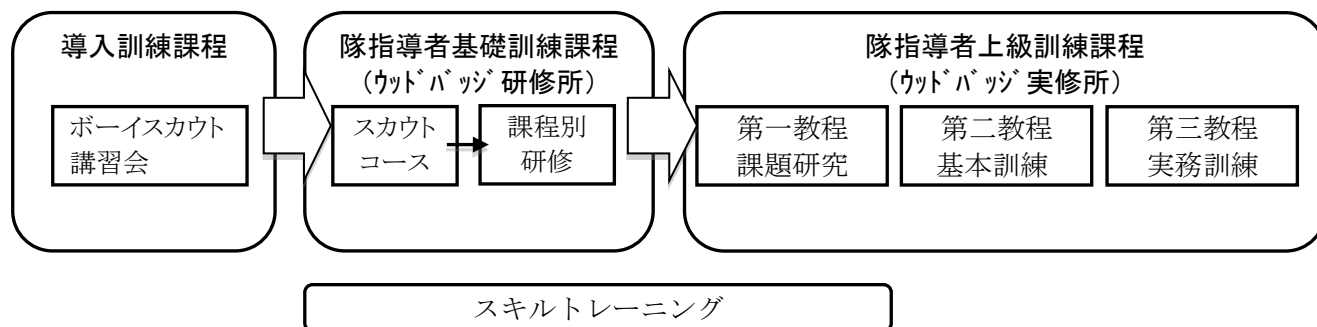 導入訓練課程
ボーイスカウト
講習会
隊指導者基礎訓練課程
(ｳｯﾄﾞﾊﾞｯｼﾞ研修所)
スカウト
コース
課程別
研修
隊指導者上級訓練課程
(ｳｯﾄﾞﾊﾞｯｼﾞ実修所)
第一教程
課題研究
第二教程
基本訓練
第三教程
実務訓練
スキルトレーニング